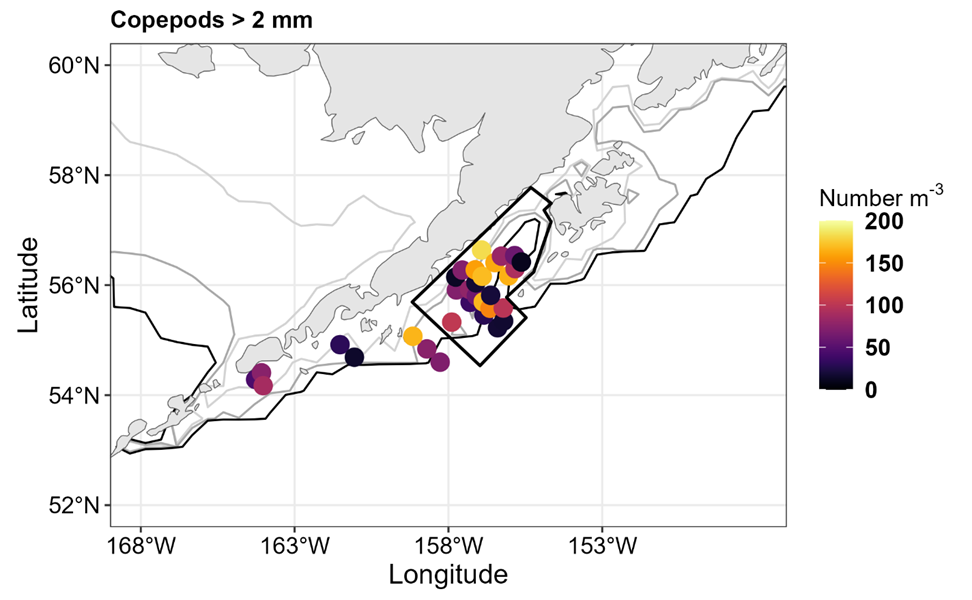 Copepods > 2 mm
60°N
58°N
56°N
54°N
52°N
Latitude
168°W 163°W 158°W 153°W
Longitude
Number m⁻³
200
150
100
50
0